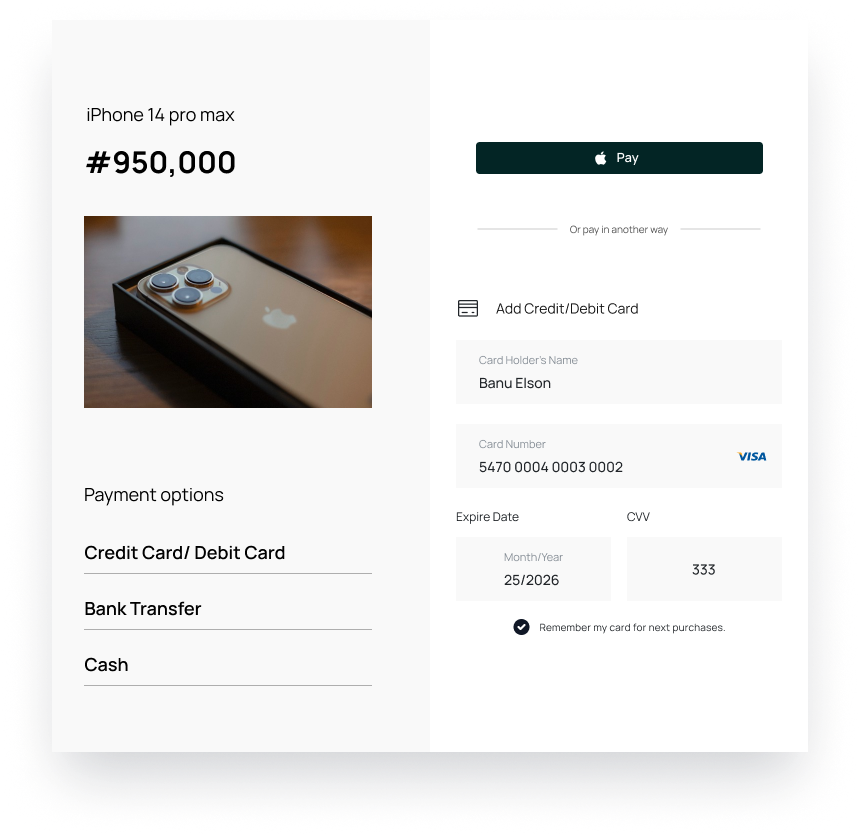 iPhone 14 pro max
#950,000
Payment options
Credit Card/ Debit Card
Bank Transfer
Cash
Pay
Or pay in another way
Add Credit/Debit Card
Card Holder's Name
Banu Elson
Card Number
5470 0004 0003 0002
VISA
Expire Date
CVV
Month/Year
25/2026
333
Remember my card for next purchases.